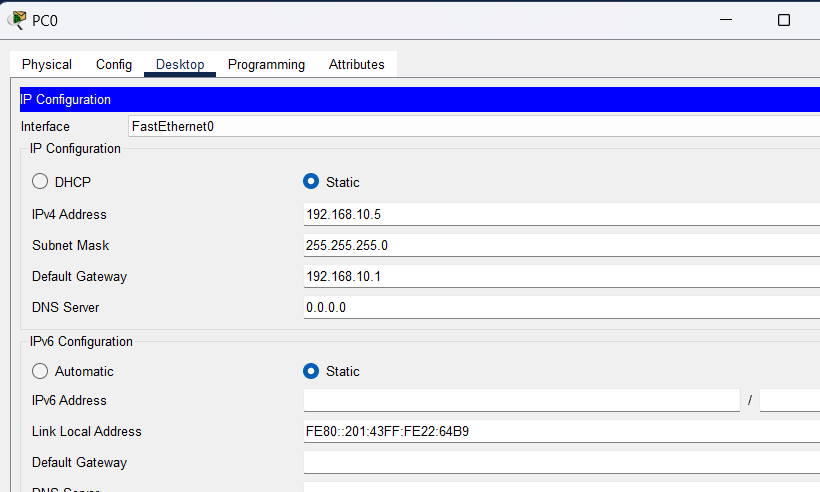 PC0
Physical Config Desktop Programming Attributes
IP Configuration
Interface FastEthernet0
IP Configuration
DHCP Static
IPv4 Address 192.168.10.5
Subnet Mask 255.255.255.0
Default Gateway 192.168.10.1
DNS Server 0.0.0.0
IPv6 Configuration
Automatic Static
IPv6 Address /
Link Local Address FE80::201:43FF:FE22:64B9
Default Gateway
DNS Server